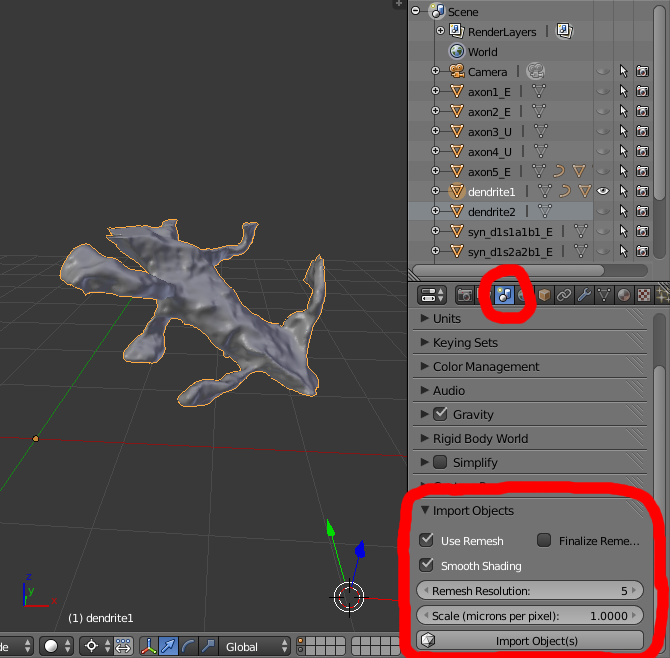 Scene
RenderLayers
World
Camera
axon1_E
axon2_E
axon3_U
axon4_U
axon5_E
dendrite1
dendrite2
syn_d1s1a1b1_E
syn_d1s2a2b1_E
Units
Keying Sets
Color Management
Audio
Gravity
Rigid Body World
Simplify
Import Objects
Use Remesh
Finalize Reme...
Smooth Shading
Remesh Resolution: 5
Scale (microns per pixel): 1.0000
Import Object(s)
z
y
x
(1) dendrite1
de
Global